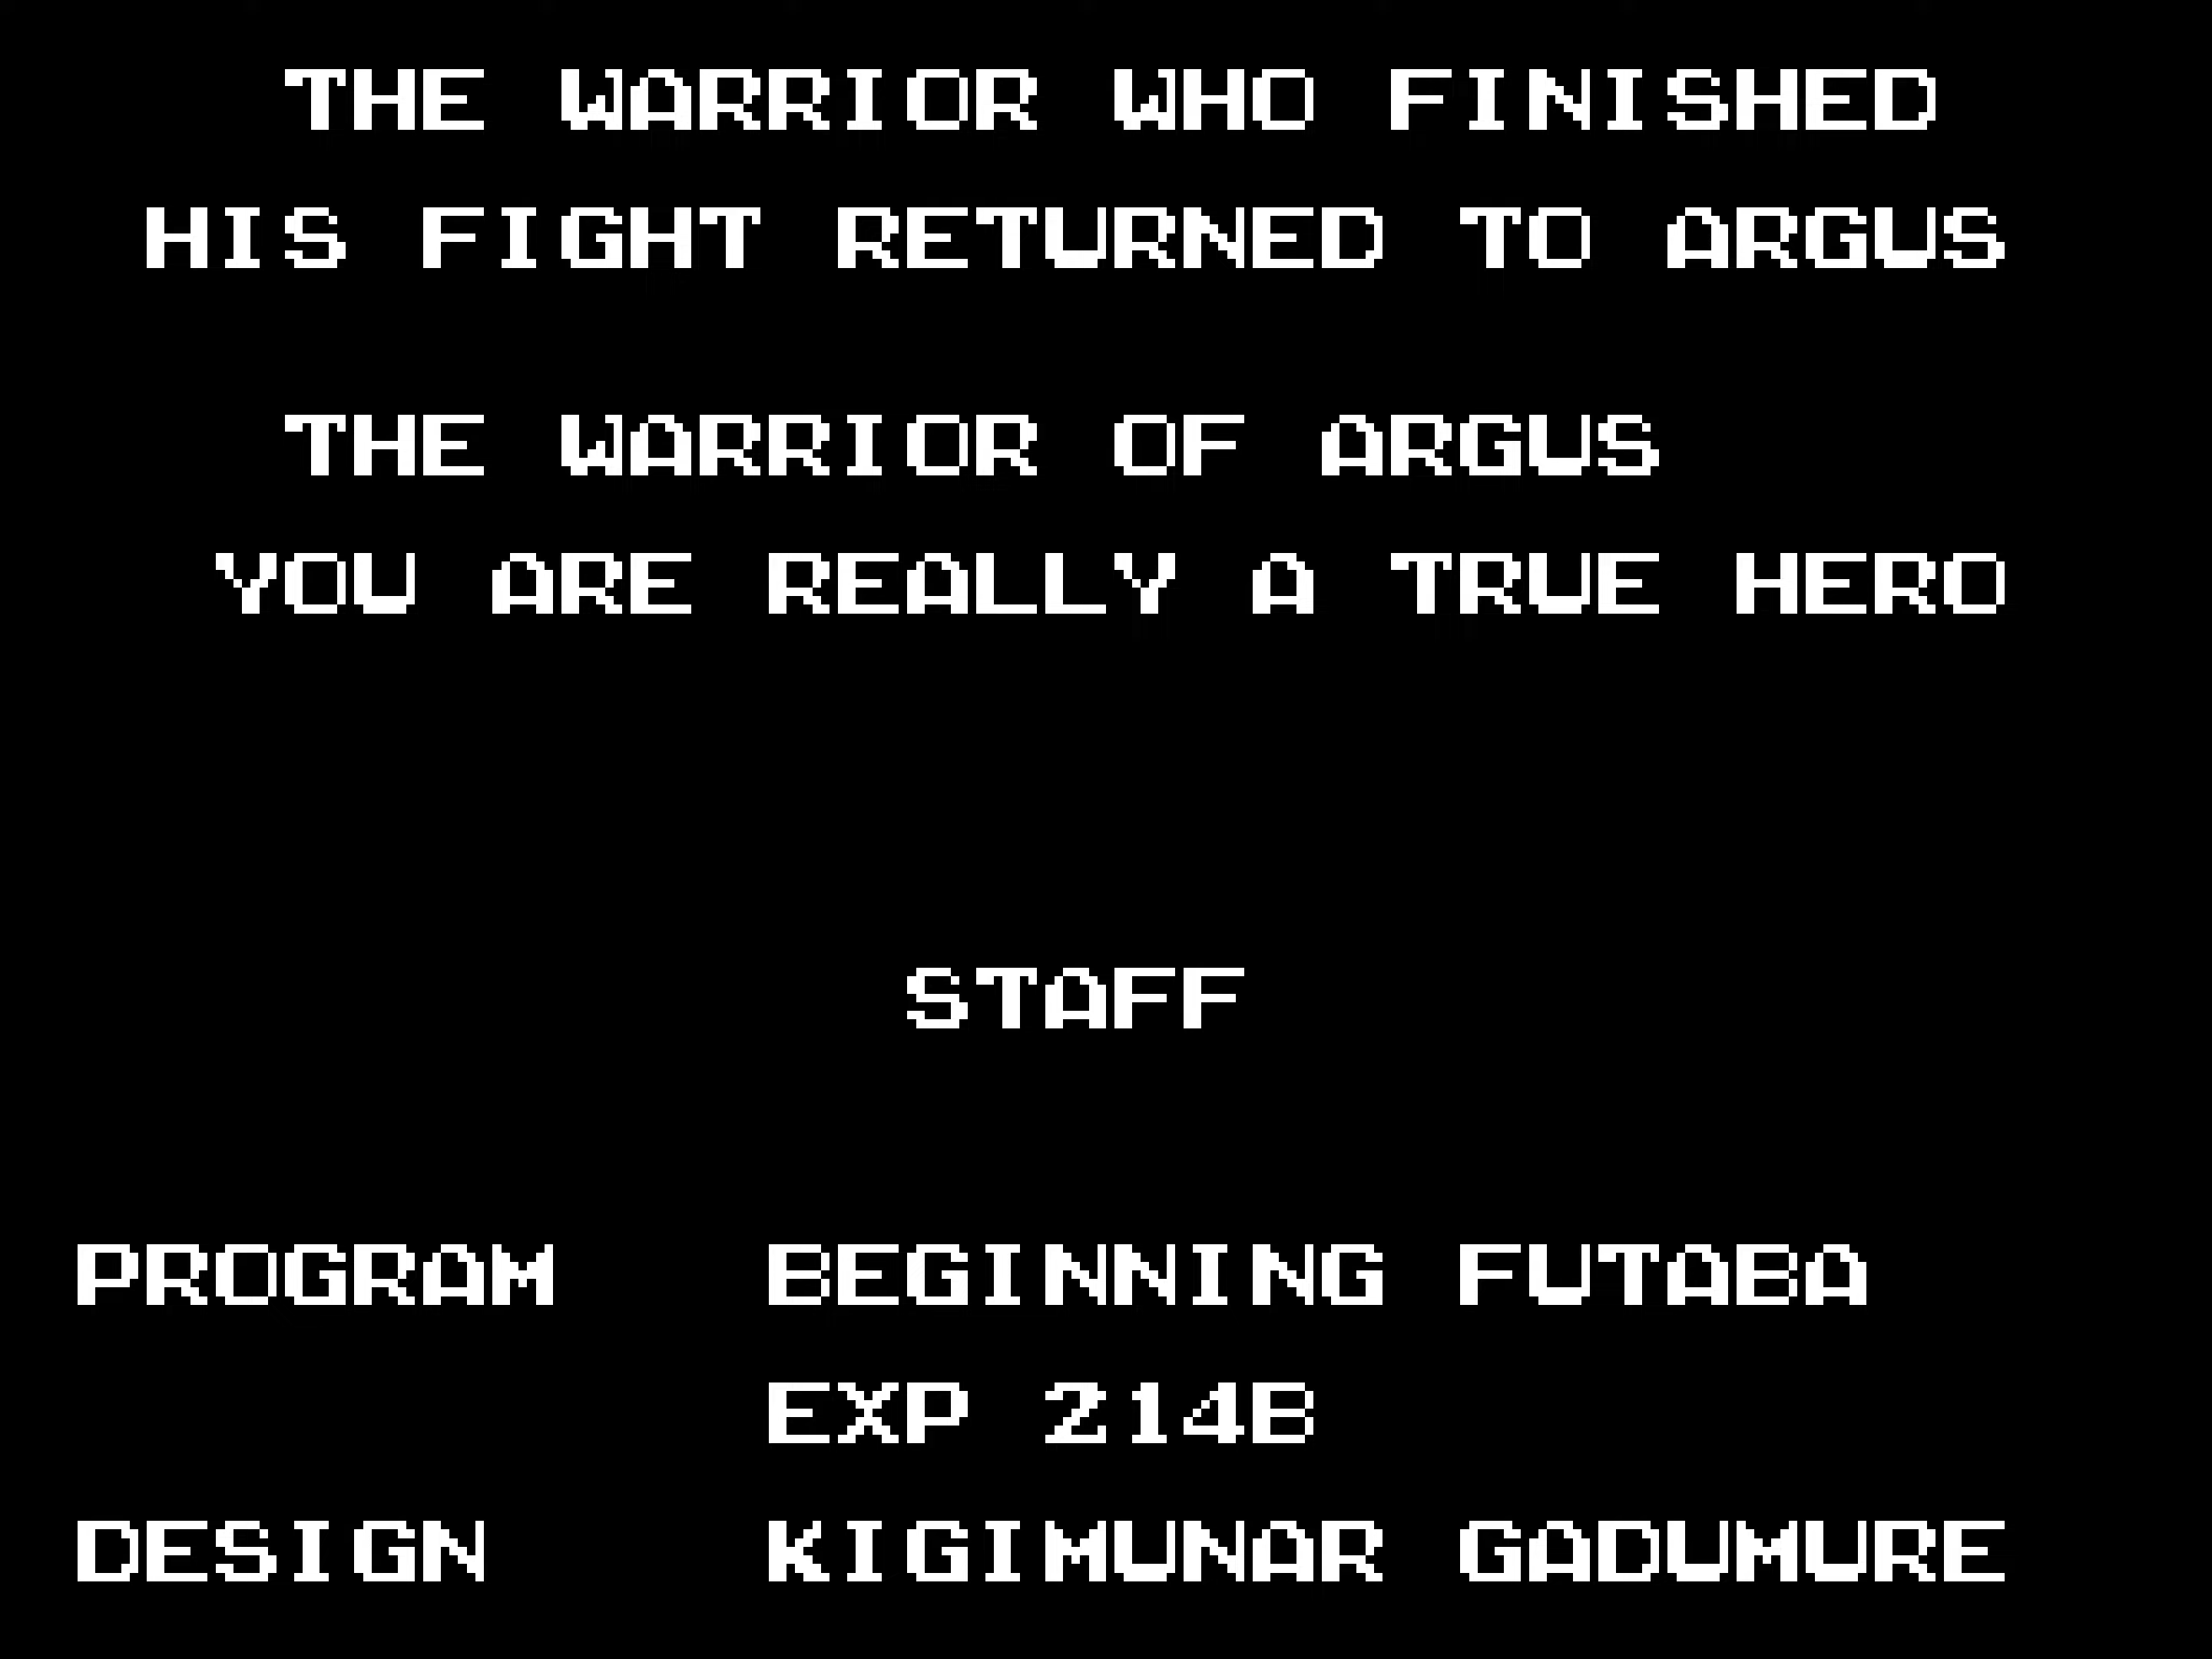 THE WARRIOR WHO FINISHED
HIS FIGHT RETURNED TO ARGUS
THE WARRIOR OF ARGUS
YOU ARE REALLY A TRUE HERO
STAFF
PROGRAM BEGINNING FUTABA
EXP 214B
DESIGN KIGIMUNAR GADUMURE